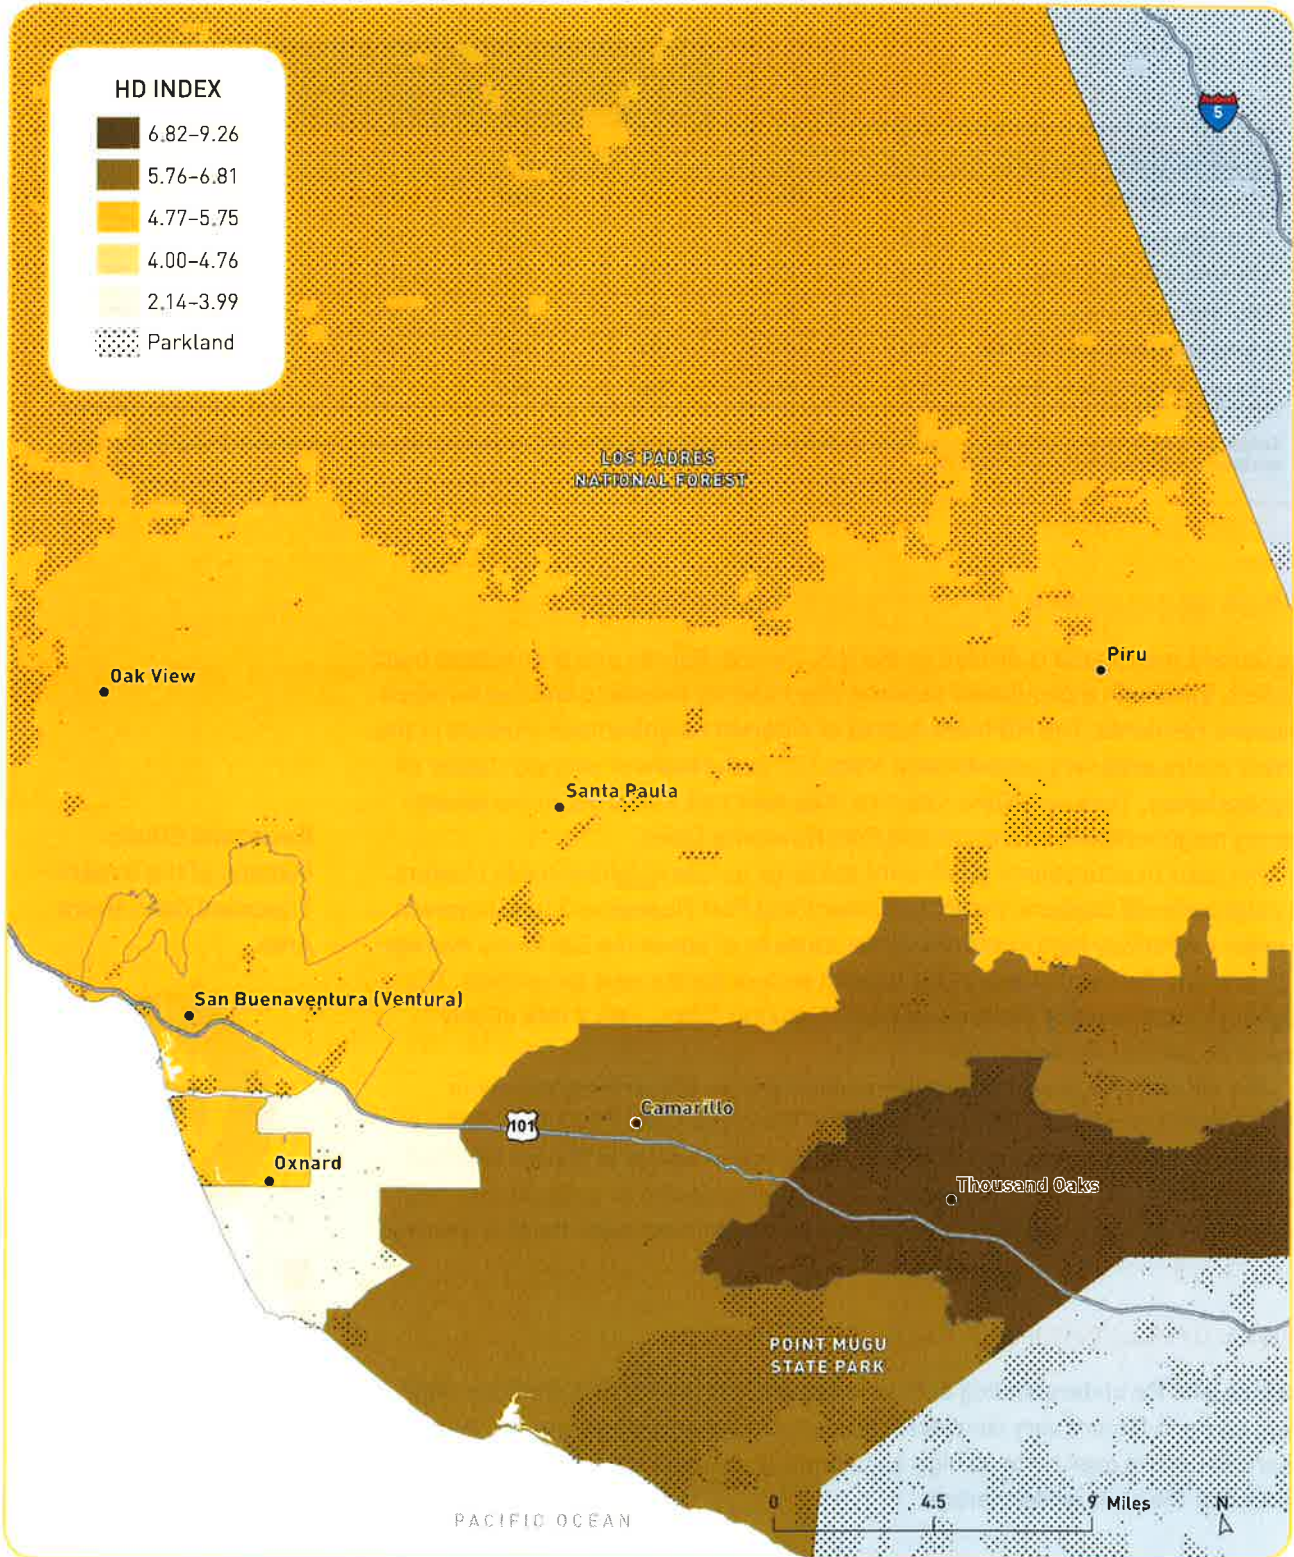 HD INDEX
6.82–9.26
5.76–6.81
4.77–5.75
4.00–4.76
2.14–3.99
Parkland
5
LOS PADRES
NATIONAL FOREST
Piru
Oak View
Santa Paula
San Buenaventura (Ventura)
Camarillo
101
Oxnard
Thousand Oaks
POINT MUGU
STATE PARK
0 4.5 9 Miles
N
PACIFIC OCEAN